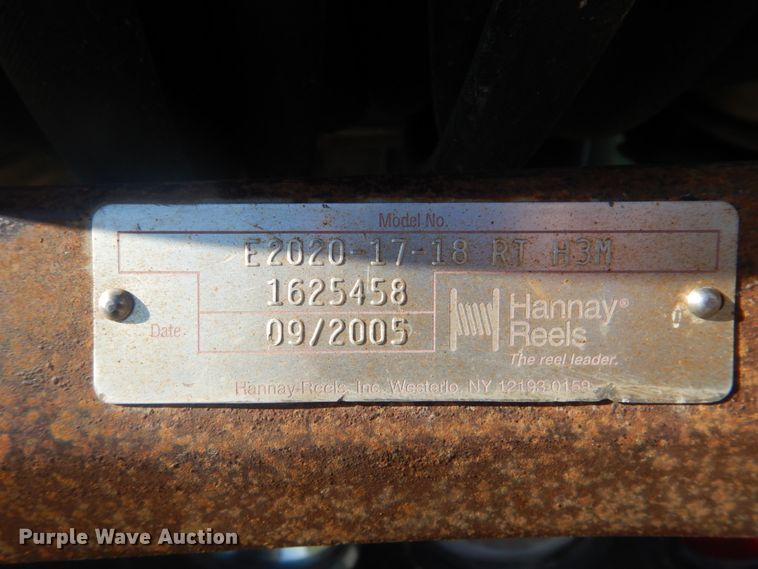 Model No.
E2020-17-18 RT H3M
1625458
Date
09/2005
Hannay®
Reels
The reel leader.
Hannay Reels, Inc. Westerlo, NY 12193-0159
Purple Wave Auction